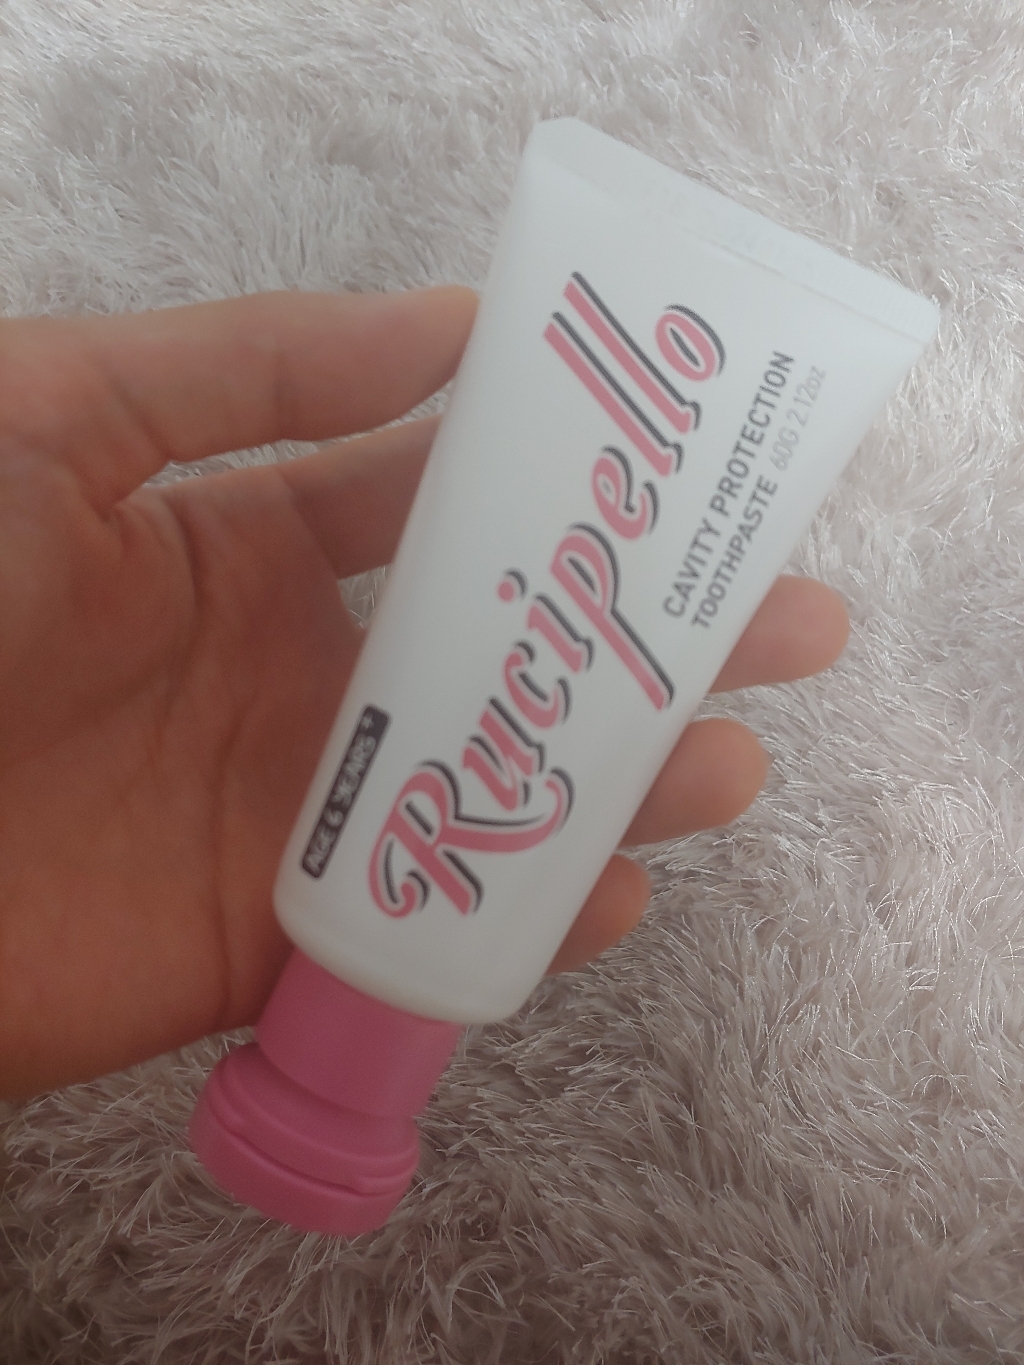 AGE 6 YEARS+
Rucipello
CAVITY PROTECTION
TOOTHPASTE 60G 2.12oz